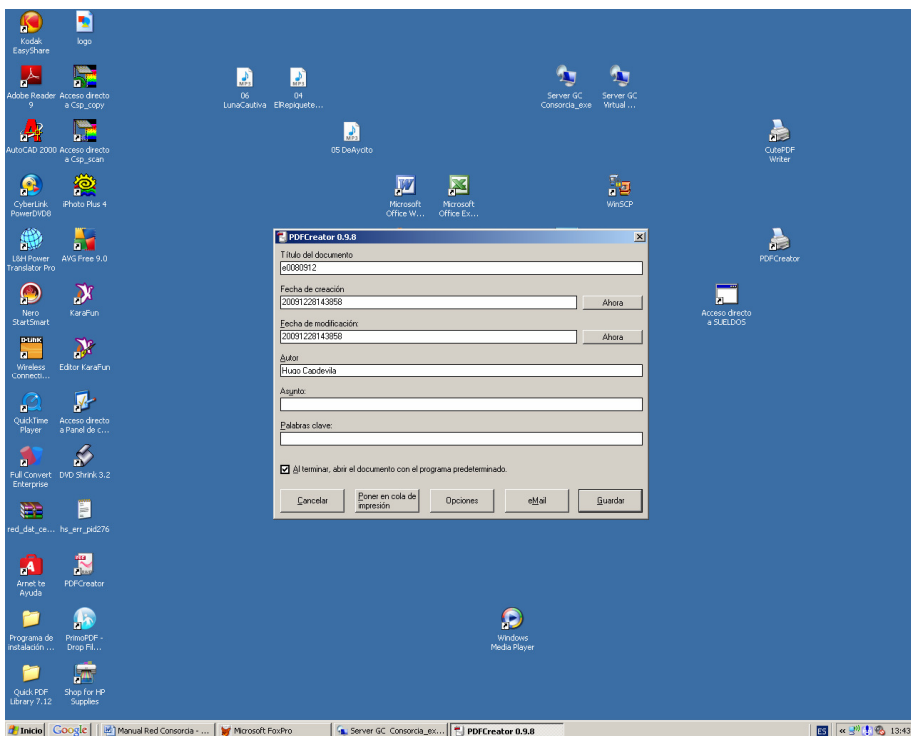 Kodak
EasyShare
logo
Adobe Reader
9
Acceso directo
a Csp_copy
06
LunaCautiva
04
ElRepiquete...
Server GC
Consorcia_exe
Server GC
Virtual ...
AutoCAD 2000
Acceso directo
a Csp_scan
05 DeAyoito
CutePDF
Writer
CyberLink
PowerDVD8
iPhoto Plus 4
Microsoft
Office W...
Microsoft
Office Ex...
WinSCP
L&H Power
Translator Pro
AVG Free 9.0
PDFCreator
Nero
StartSmart
KaraFun
Acceso directo
a SUELDOS
D-Link
Wireless
Connecti...
Editor KaraFun
QuickTime
Player
Acceso directo
a Panel de c...
Full Convert
Enterprise
DVD Shrink 3.2
red_dat_ce...
hs_err_pid276
Arnet te
Ayuda
PDFCreator
Programa de
instalación ...
PrimoPDF -
Drop Fil...
Windows
Media Player
Quick PDF
Library 7.12
Shop for HP
Supplies
PDFCreator 0.9.8
Título del documento
e0080912
Fecha de creación
20091228143858
Ahora
Fecha de modificación:
20091228143858
Ahora
Autor
Hugo Capdevila
Asunto:
Palabras clave:
Al terminar, abrir el documento con el programa predeterminado.
Cancelar
Poner en cola de
impresión
Opciones
eMail
Guardar
Inicio
Google
Manual Red Consorcia - ...
Microsoft FoxPro
Server GC Consorcia_ex...
PDFCreator 0.9.8
ES
13:43